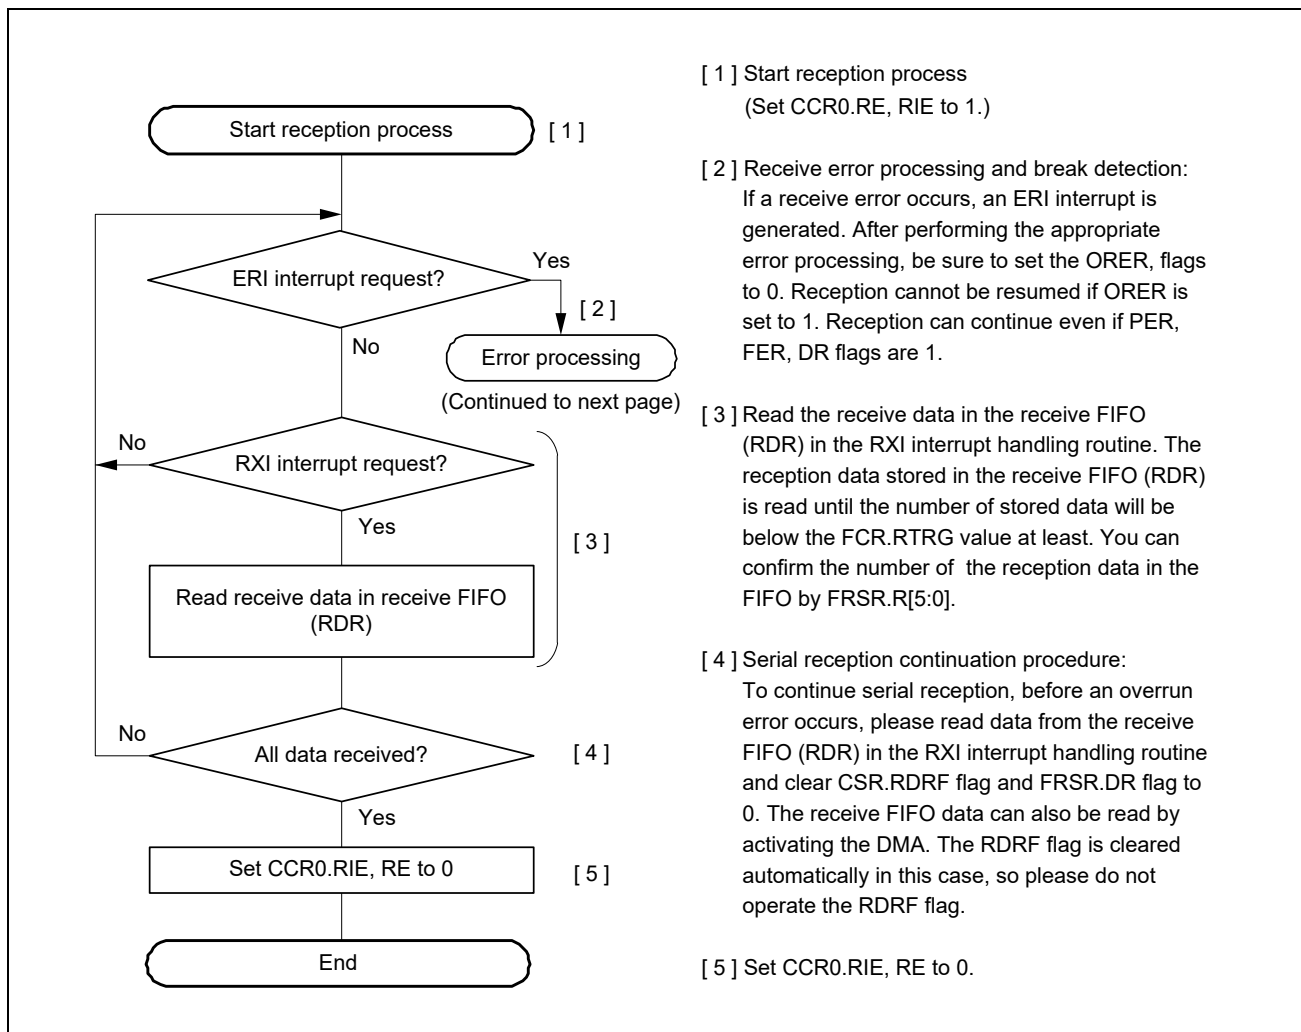 Start reception process
[ 1 ]
ERI interrupt request?
Yes
[ 2 ]
No
Error processing
(Continued to next page)
No
RXI interrupt request?
Yes
[ 3 ]
Read receive data in receive FIFO
(RDR)
No
All data received?
[ 4 ]
Yes
Set CCR0.RIE, RE to 0
[ 5 ]
End
[ 1 ] Start reception process
(Set CCR0.RE, RIE to 1.)
[ 2 ] Receive error processing and break detection:
If a receive error occurs, an ERI interrupt is
generated. After performing the appropriate
error processing, be sure to set the ORER, flags
to 0. Reception cannot be resumed if ORER is
set to 1. Reception can continue even if PER,
FER, DR flags are 1.
[ 3 ] Read the receive data in the receive FIFO
(RDR) in the RXI interrupt handling routine. The
reception data stored in the receive FIFO (RDR)
is read until the number of stored data will be
below the FCR.RTRG value at least. You can
confirm the number of  the reception data in the
FIFO by FRSR.R[5:0].
[ 4 ] Serial reception continuation procedure:
To continue serial reception, before an overrun
error occurs, please read data from the receive
FIFO (RDR) in the RXI interrupt handling routine
and clear CSR.RDRF flag and FRSR.DR flag to
0. The receive FIFO data can also be read by
activating the DMA. The RDRF flag is cleared
automatically in this case, so please do not
operate the RDRF flag.
[ 5 ] Set CCR0.RIE, RE to 0.